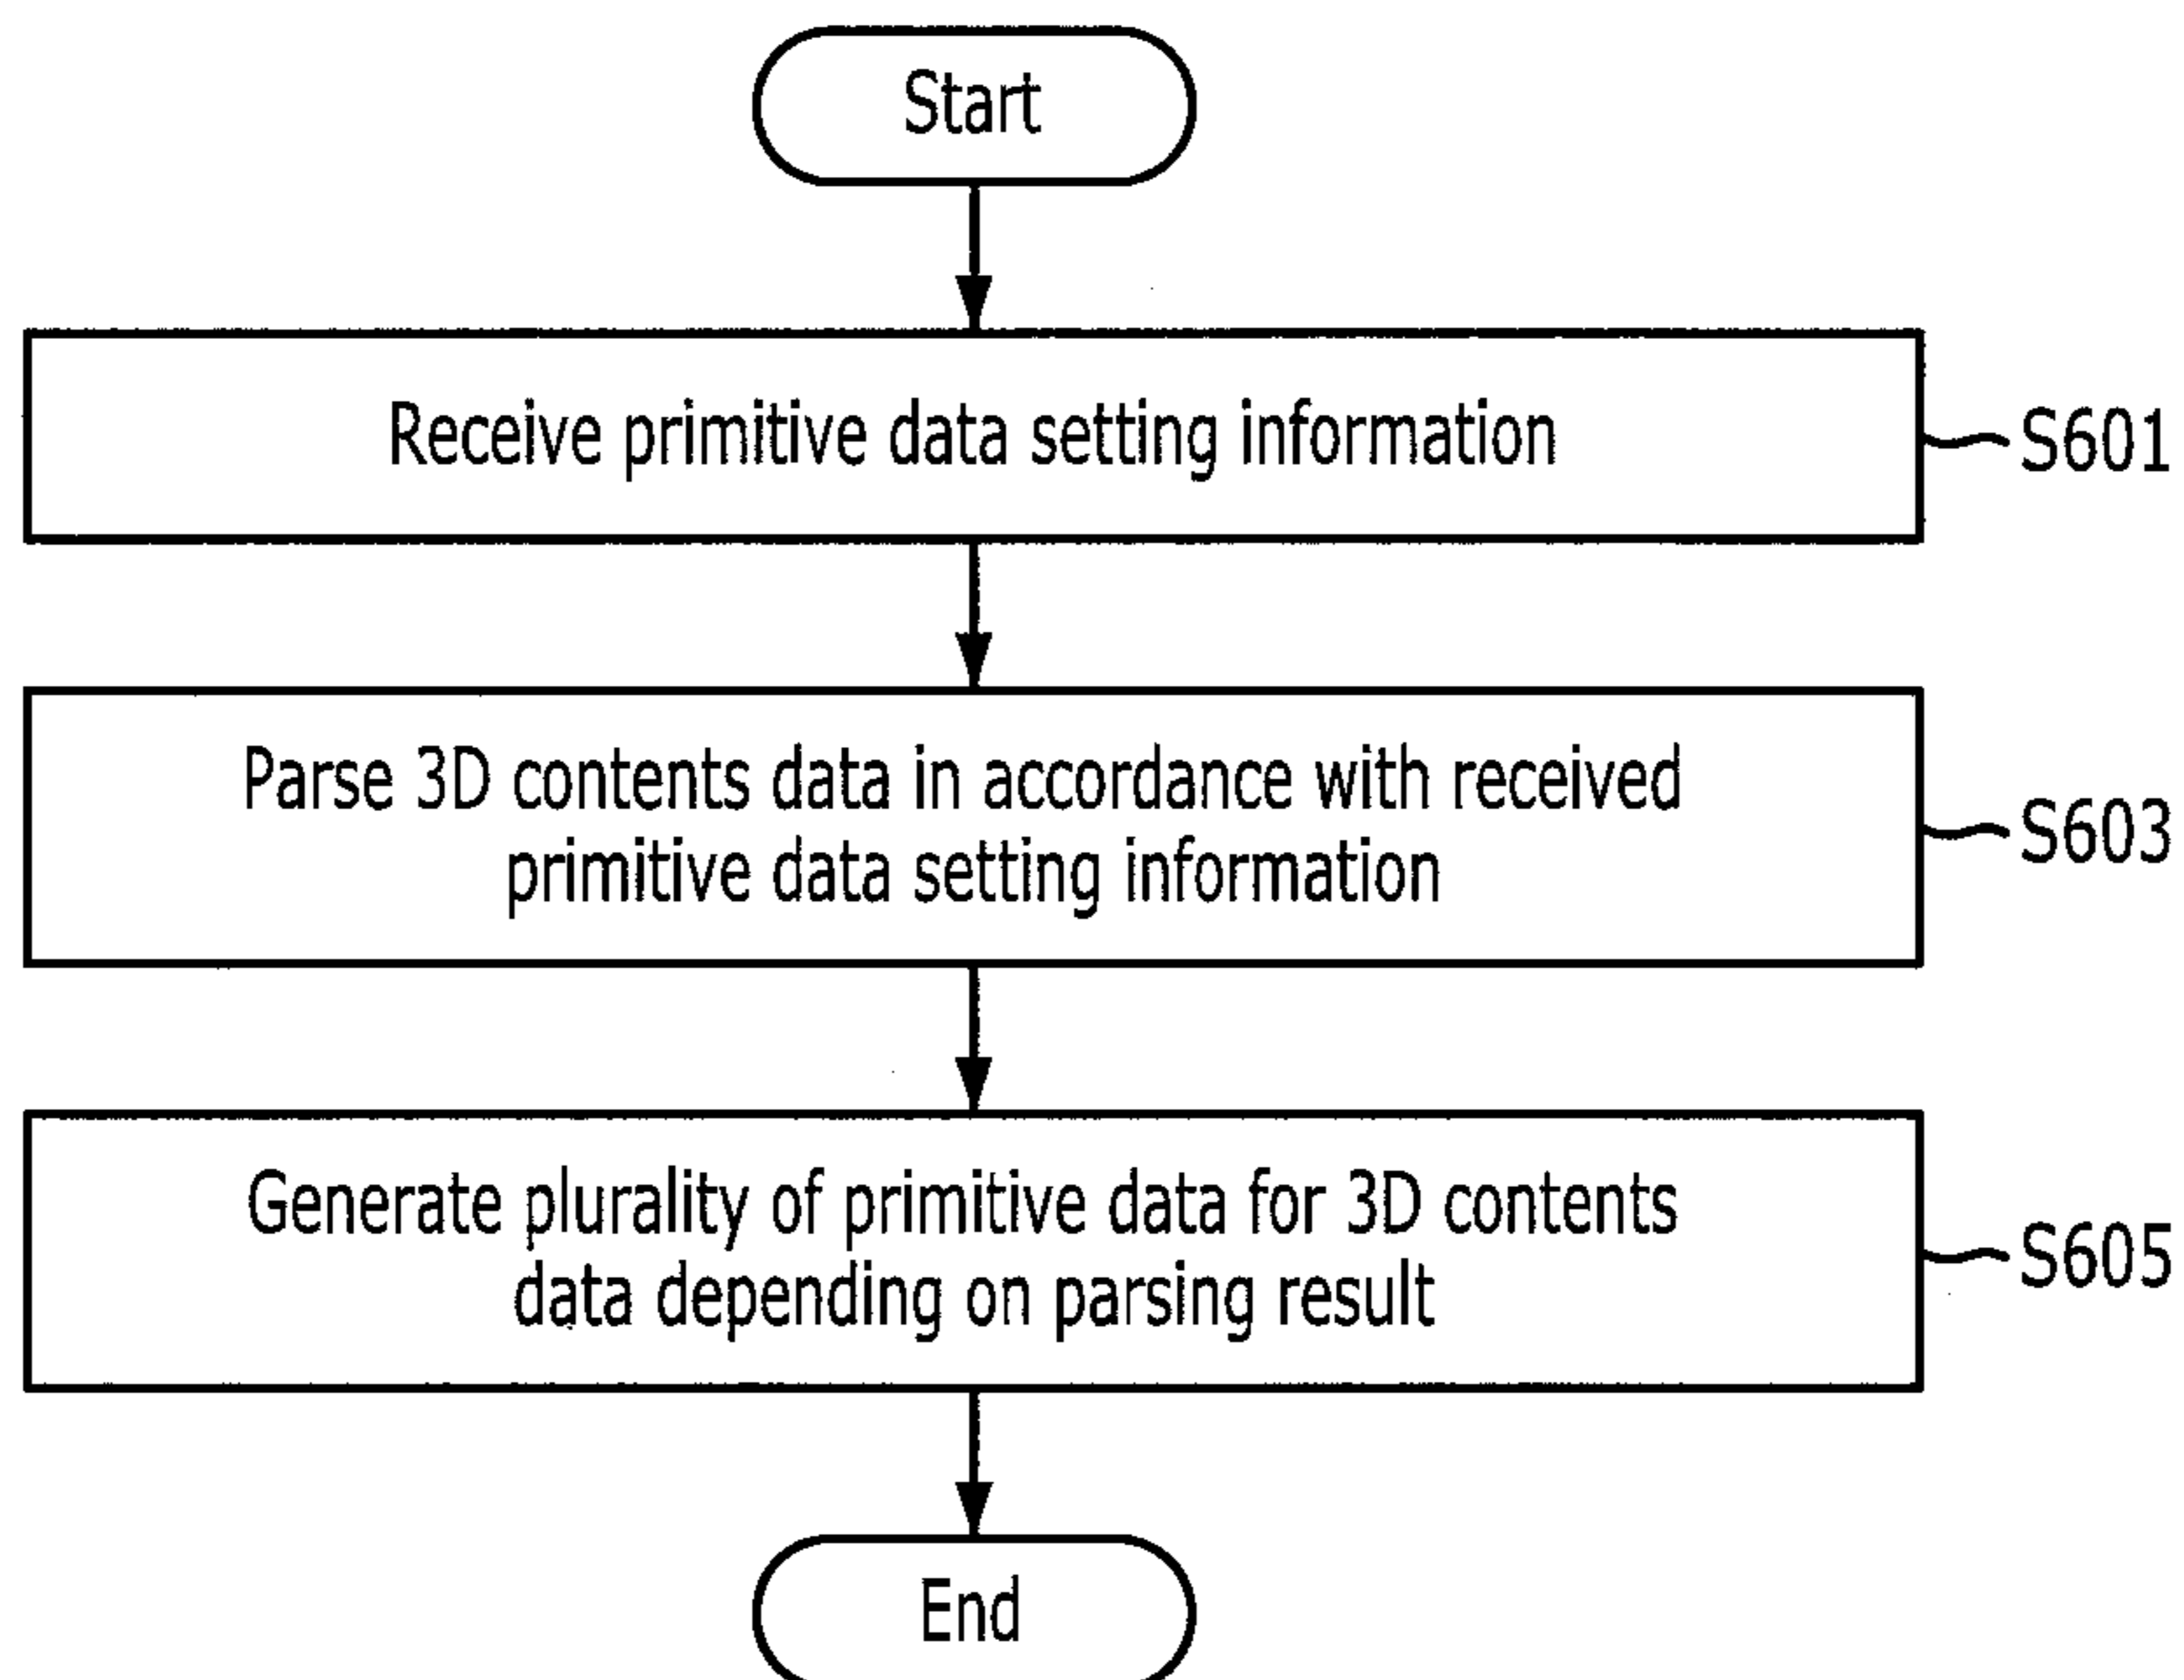 Start
Receive primitive data setting information
S601
Parse 3D contents data in accordance with received
primitive data setting information
S603
Generate plurality of primitive data for 3D contents
data depending on parsing result
S605
End